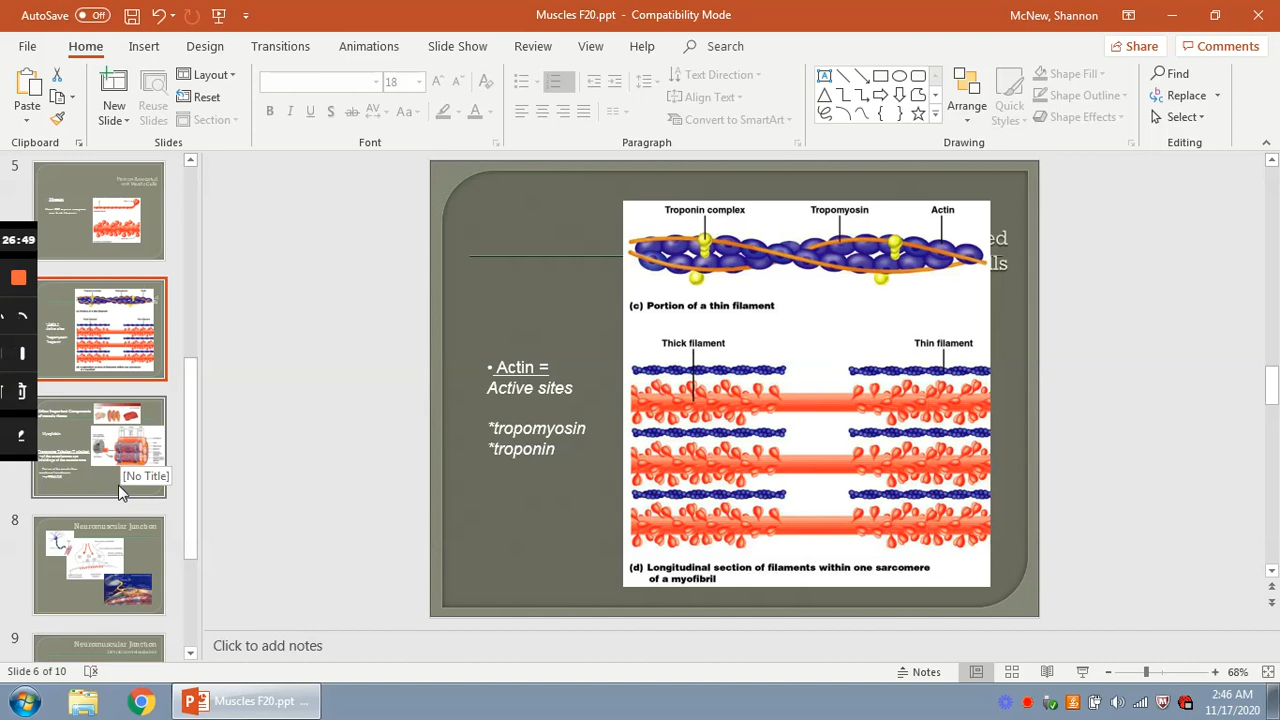 AutoSave Off
Muscles F20.ppt - Compatibility Mode
McNew, Shannon
File Home Insert Design Transitions Animations Slide Show Review View Help Search
Share Comments
Paste
New Slide
Reuse Slides
Layout
Reset
Section
18
Text Direction
Align Text
Convert to SmartArt
Arrange
Quick Styles
Shape Fill
Shape Outline
Shape Effects
Find
Replace
Select
Clipboard Slides Font Paragraph Drawing Editing
5
26:49
[No Title]
8
Neuromuscular Junction
9
Neuromuscular Junction
Troponin complex Tropomyosin Actin
ed
lls
(c) Portion of a thin filament
Thick filament Thin filament
• Actin =
Active sites
*tropomyosin
*troponin
(d) Longitudinal section of filaments within one sarcomere
of a myofibril
Click to add notes
Slide 6 of 10
Notes
68%
Muscles F20.ppt ...
2:46 AM
11/17/2020